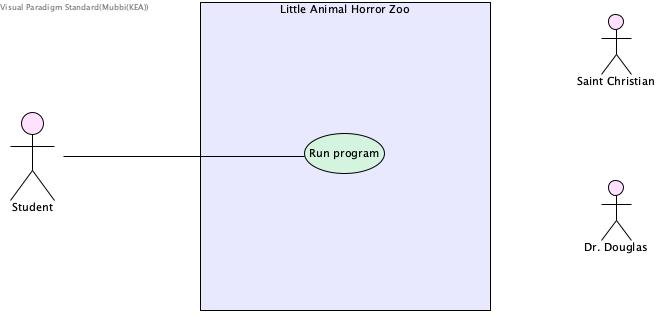 Visual Paradigm Standard(Mubbi(KEA))
Little Animal Horror Zoo
Saint Christian
Run program
Student
Dr. Douglas